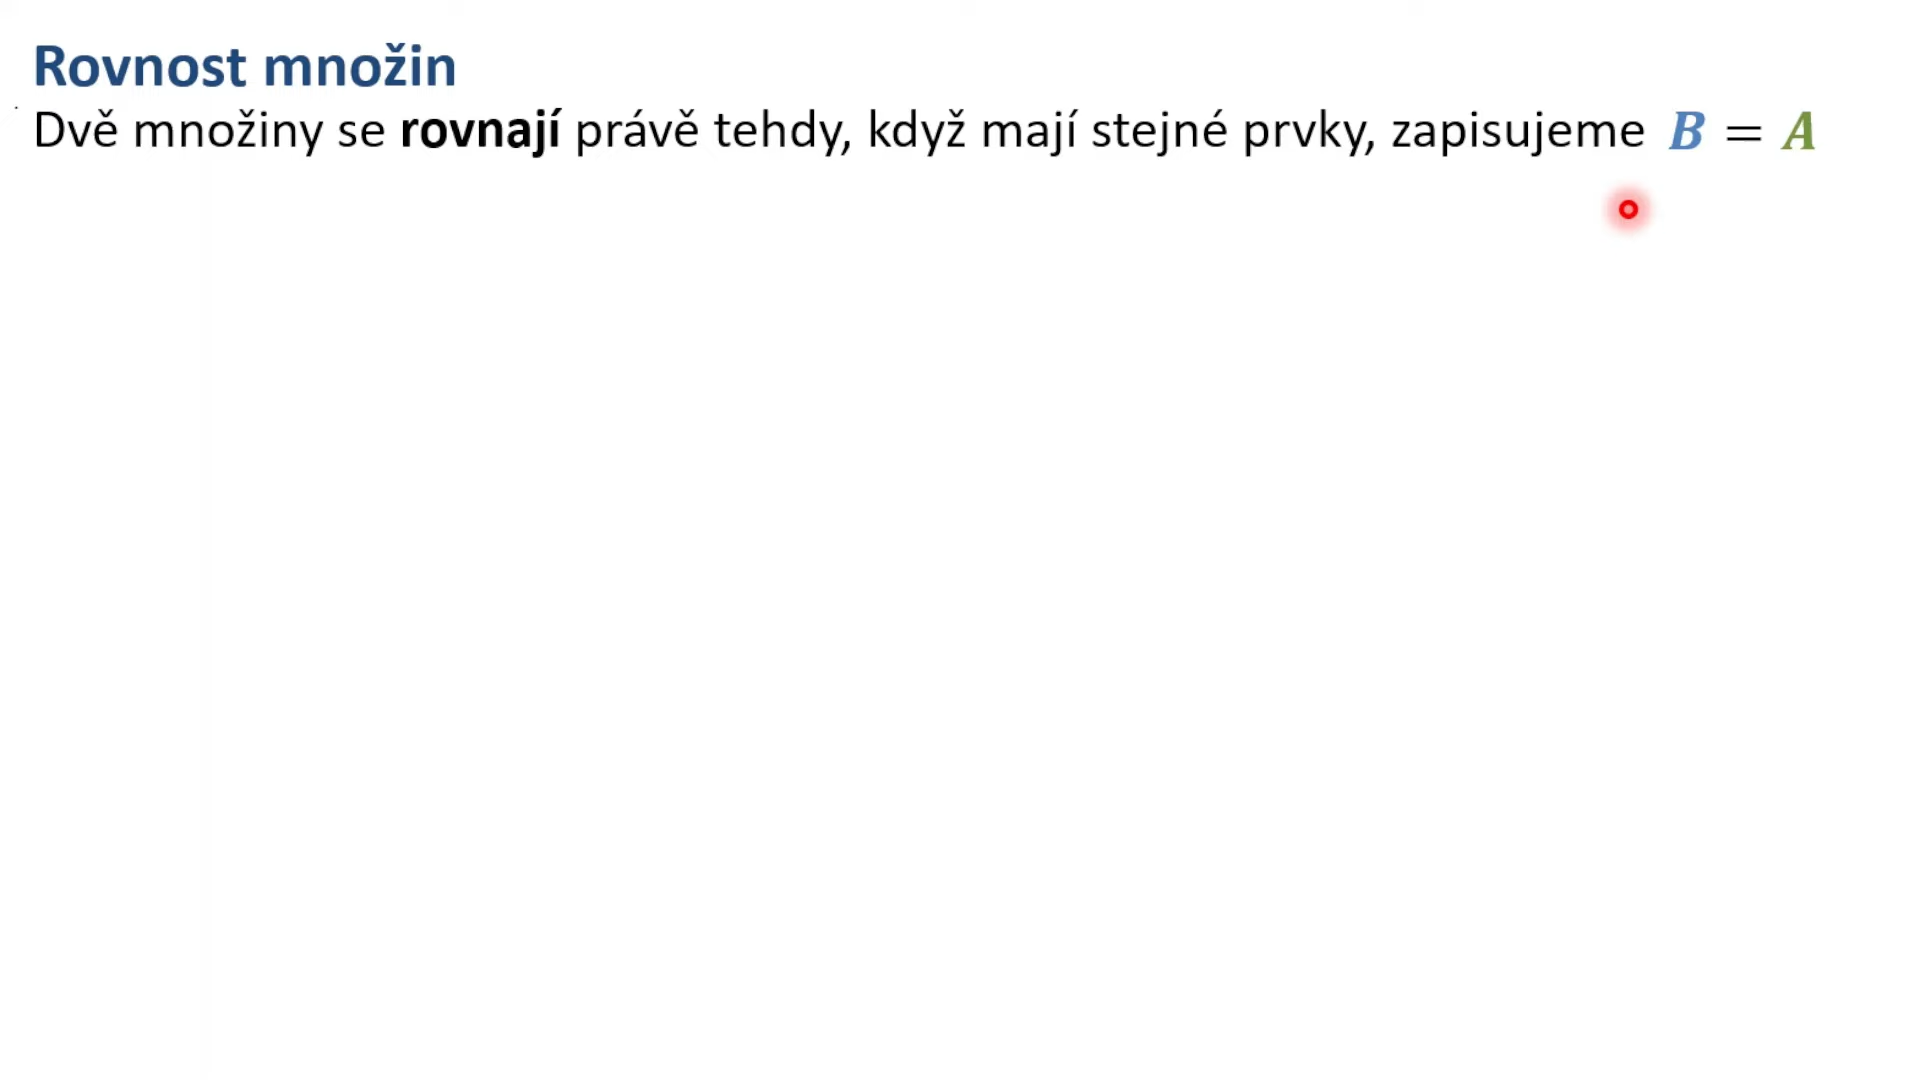 Rovnost množin
Dvě množiny se rovnají právě tehdy, když mají stejné prvky, zapisujeme B = A